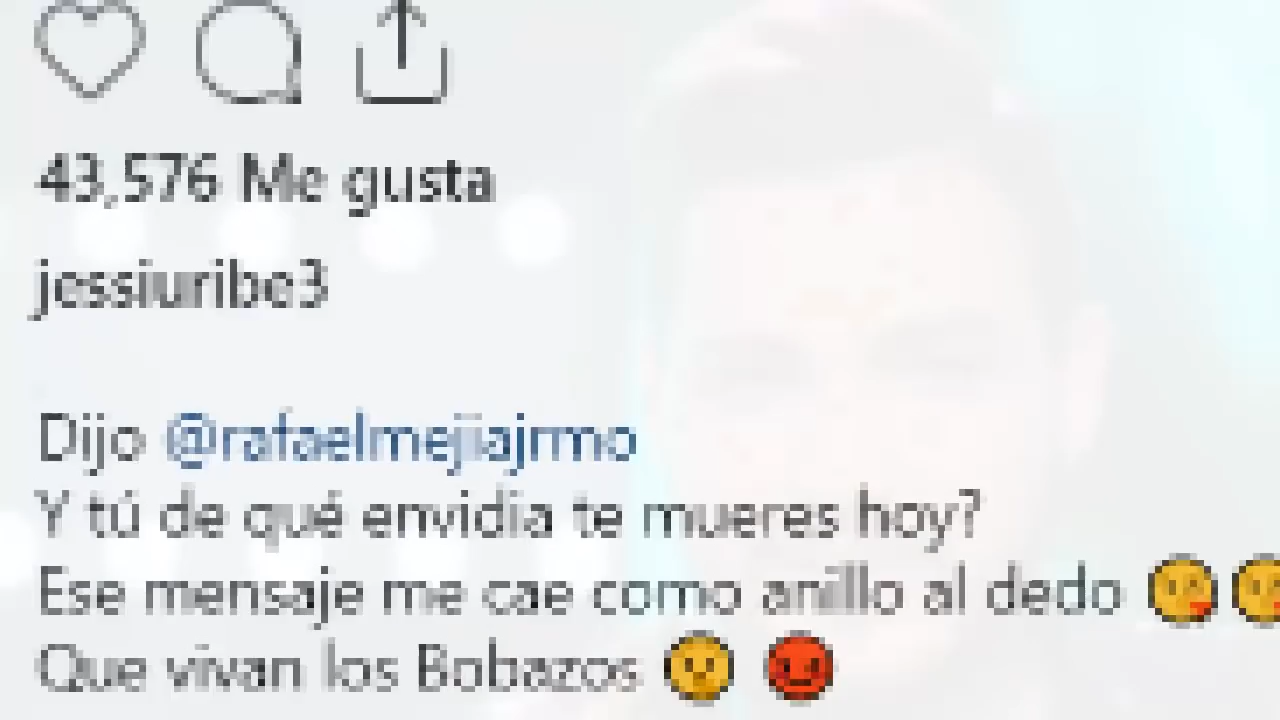 43,576 Me gusta
jessiuribe3
Dijo @rafaelmejiajrmo
Y tú de qué envidia te mueres hoy?
Ese mensaje me cae como anillo al dedo 😘😘
Que vivan los Bobazos 😗 😡